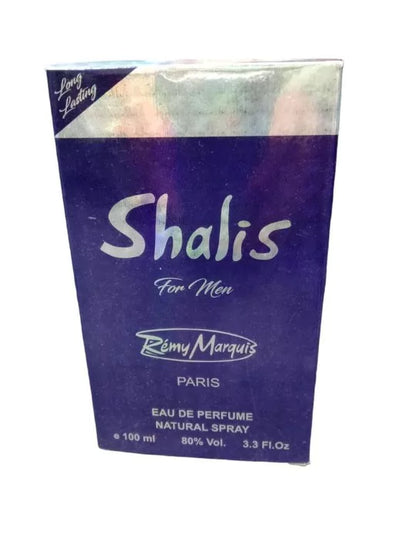 Long
Lasting
Shalis
For Men
Rémy Marquis
PARIS
EAU DE PERFUME
NATURAL SPRAY
e 100 ml 80% Vol. 3.3 Fl.Oz